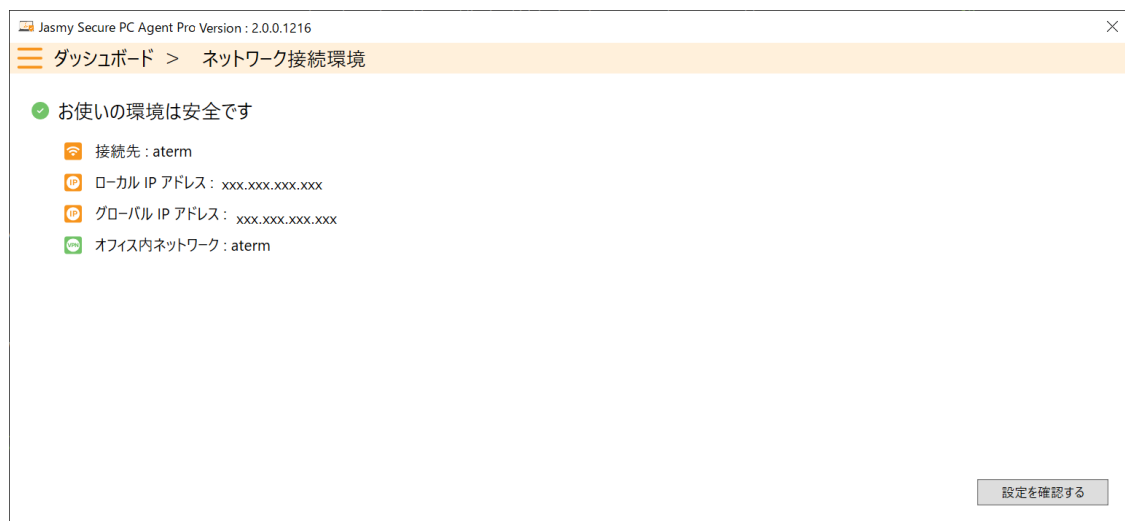 Jasmy Secure PC Agent Pro Version : 2.0.0.1216
ダッシュボード > ネットワーク接続環境
お使いの環境は安全です
接続先 : aterm
IP ローカル IP アドレス : xxx.xxx.xxx.xxx
IP グローバル IP アドレス : xxx.xxx.xxx.xxx
VPN オフィス内ネットワーク : aterm
設定を確認する